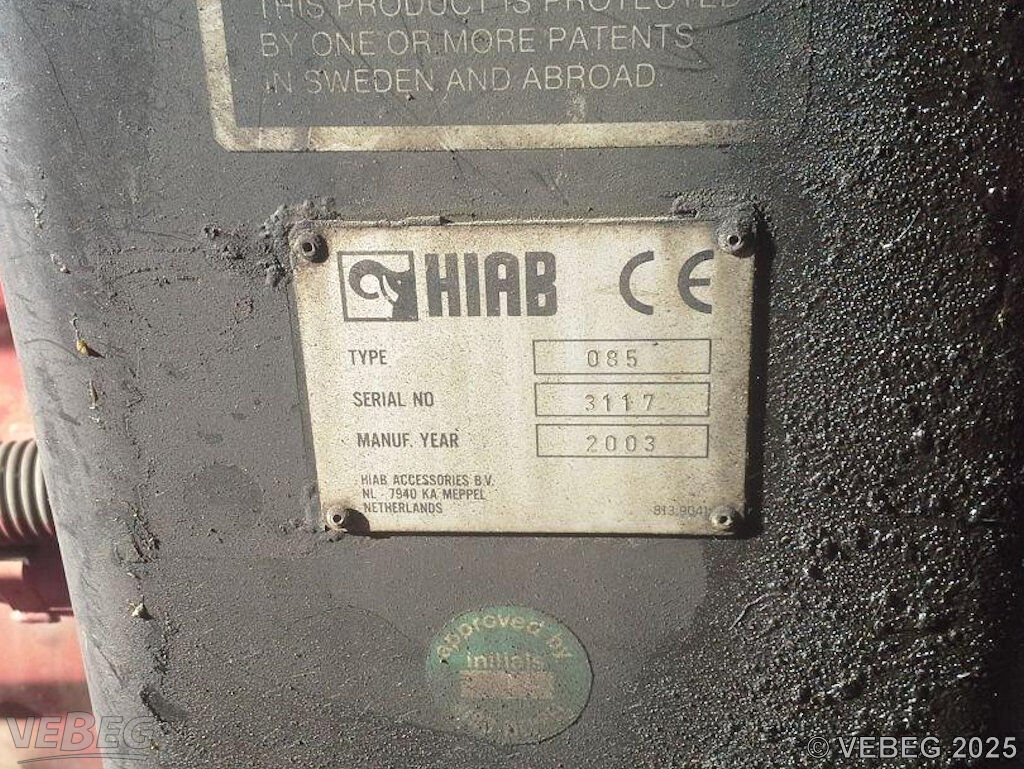 THIS PRODUCT IS PROTECTED
BY ONE OR MORE PATENTS
IN SWEDEN AND ABROAD.
HIAB CE
TYPE 085
SERIAL NO 3117
MANUF. YEAR 2003
HIAB ACCESSORIES B.V.
NL - 7940 KA MEPPEL
NETHERLANDS
813.9041
approved by
initials
VEBEG
© VEBEG 2025